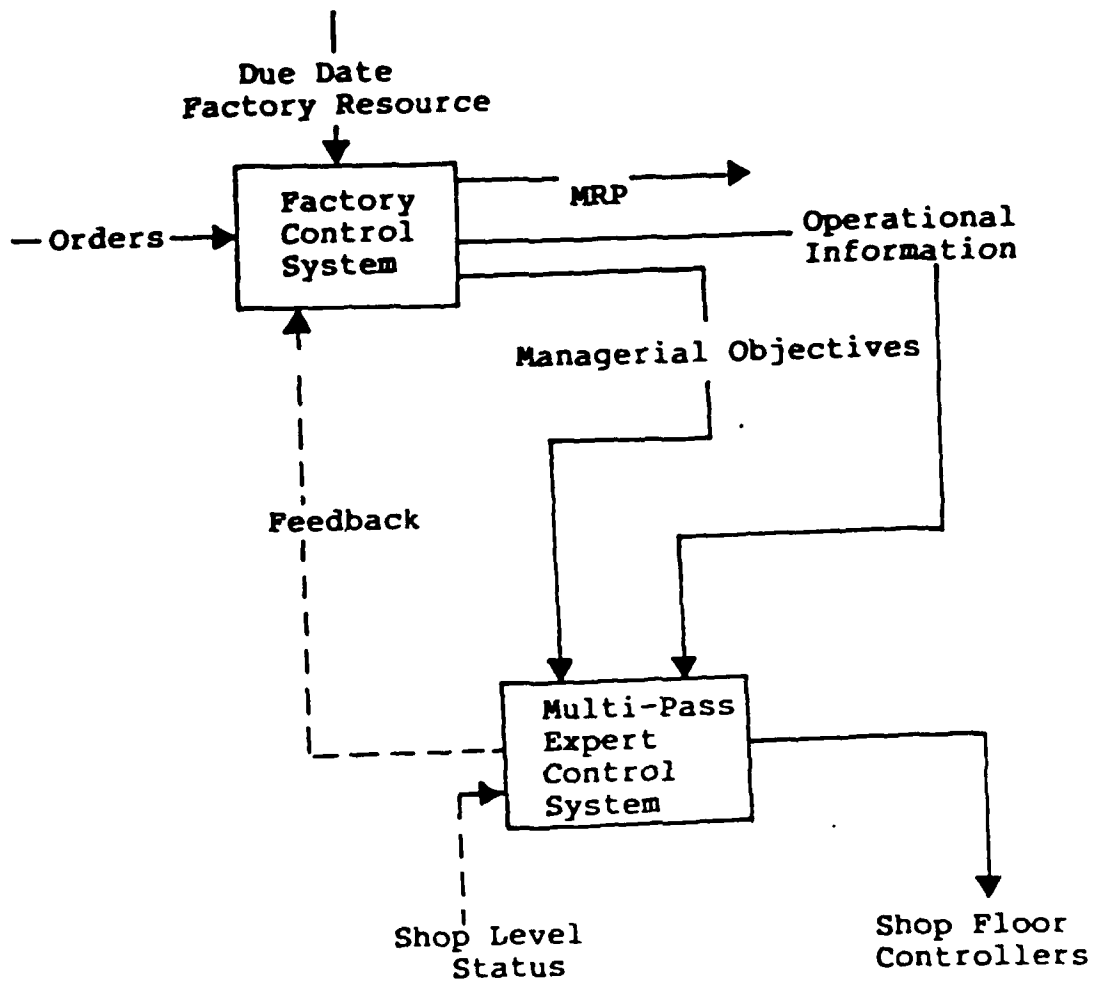 Due Date
Factory Resource
Factory
Control
System
MRP
Orders
Operational
Information
Managerial Objectives
Feedback
Multi-Pass
Expert
Control
System
Shop Level
Status
Shop Floor
Controllers